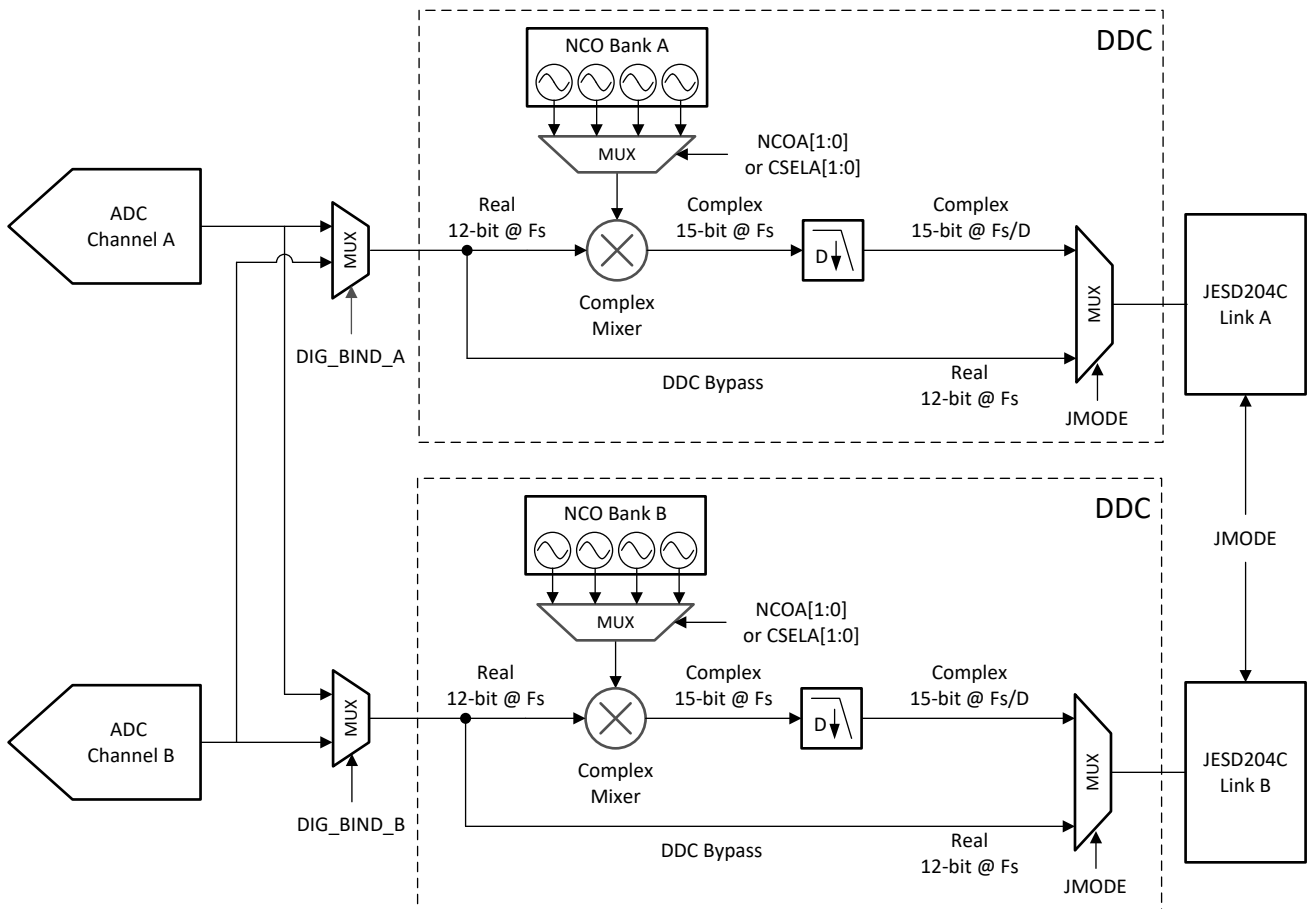 DDC
NCO Bank A
MUX
NCOA[1:0]
or CSELA[1:0]
ADC
Channel A
MUX
DIG_BIND_A
Real
12-bit @ Fs
Complex
Mixer
Complex
15-bit @ Fs
D
Complex
15-bit @ Fs/D
MUX
JMODE
DDC Bypass
Real
12-bit @ Fs
JESD204C
Link A
JMODE
DDC
NCO Bank B
MUX
NCOA[1:0]
or CSELA[1:0]
ADC
Channel B
MUX
DIG_BIND_B
Real
12-bit @ Fs
Complex
Mixer
Complex
15-bit @ Fs
D
Complex
15-bit @ Fs/D
MUX
JMODE
DDC Bypass
Real
12-bit @ Fs
JESD204C
Link B